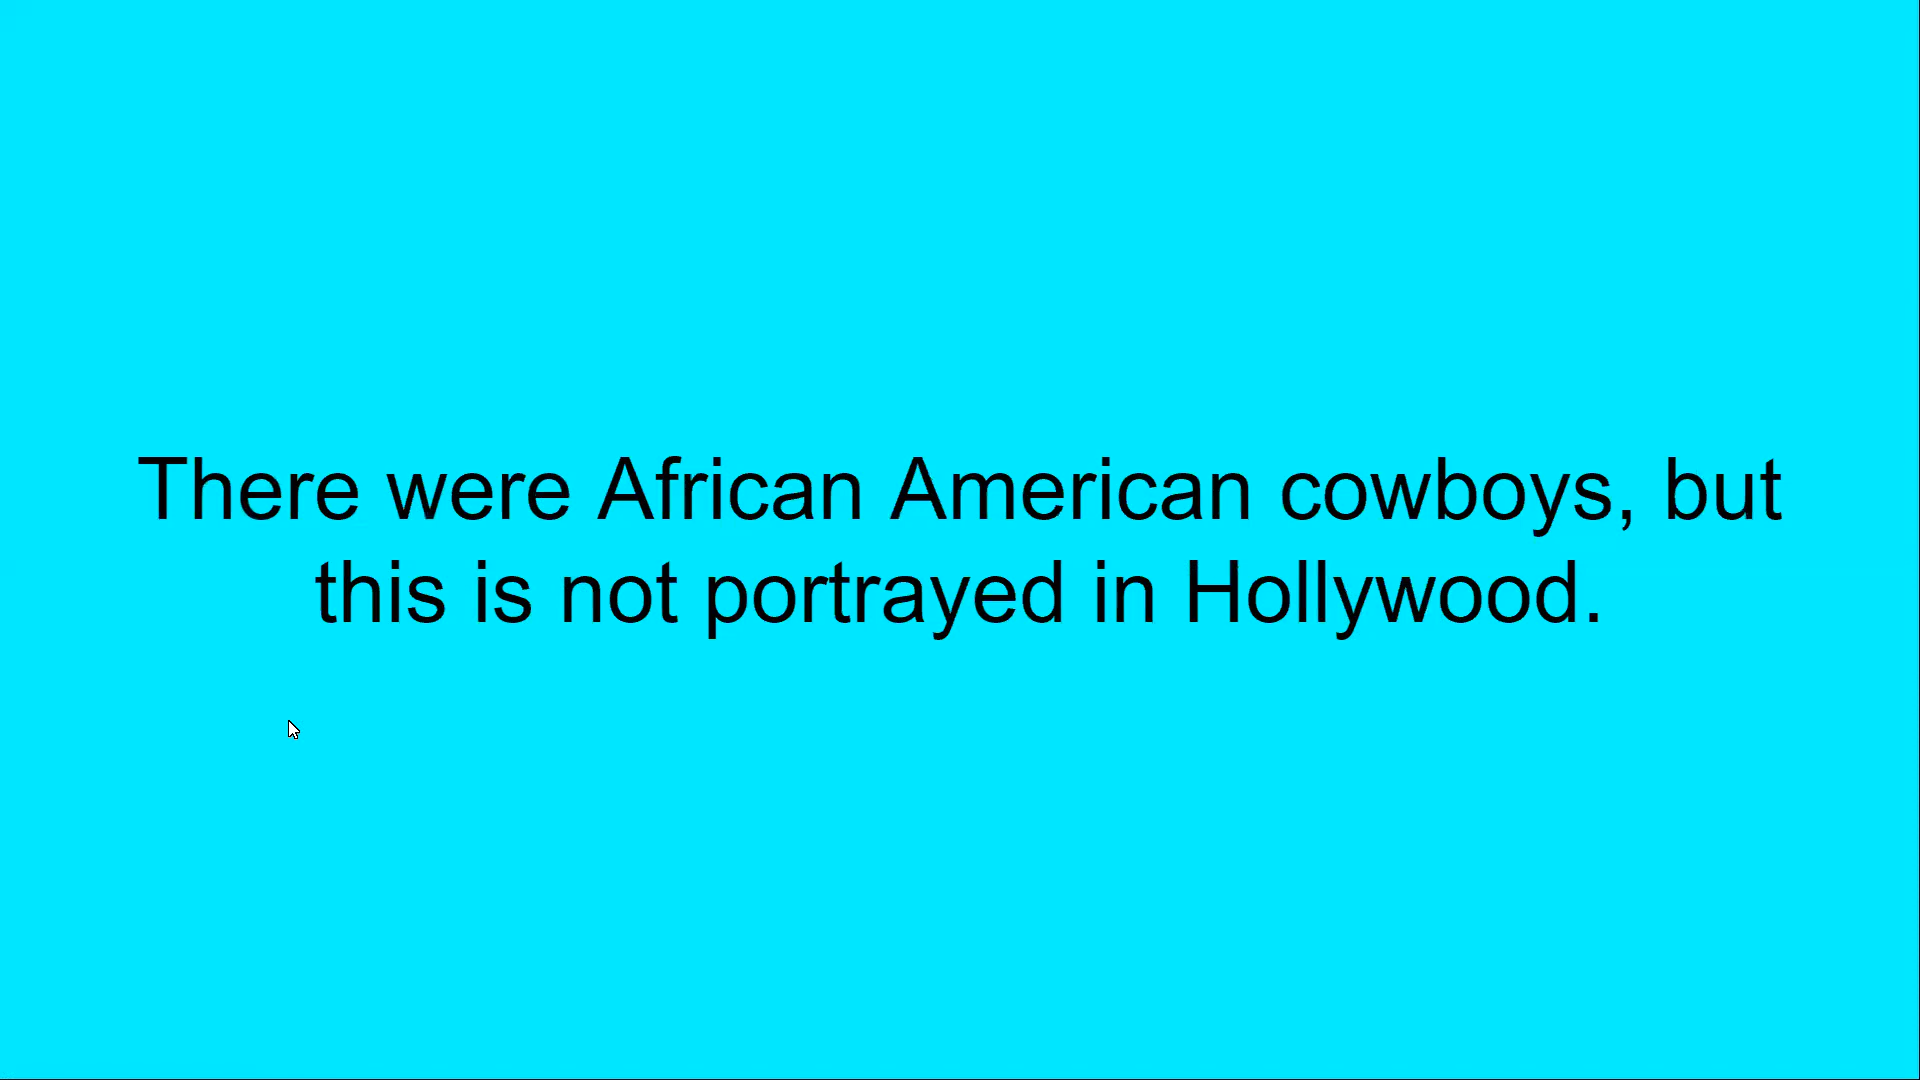 There were African American cowboys, but
this is not portrayed in Hollywood.